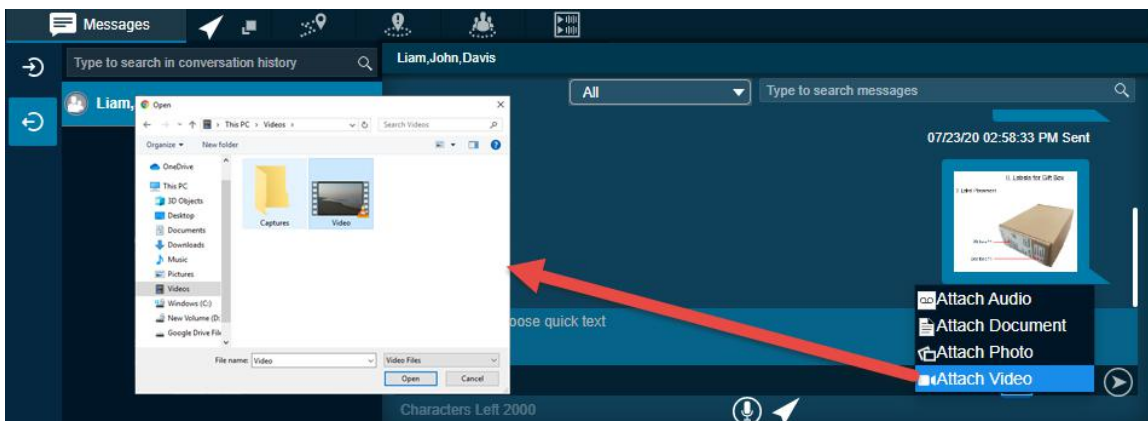 Messages
Type to search in conversation history
Liam,John,Davis
Liam,
All
Type to search messages
07/23/20 02:58:33 PM Sent
Open
This PC > Videos >
Search Videos
Organize
New folder
OneDrive
This PC
3D Objects
Desktop
Documents
Downloads
Music
Pictures
Videos
Windows (C:)
New Volume (D:
Google Drive File
Captures
Video
File name:
Video
Video Files
Open
Cancel
II. Labels for Gift Box
Attach Audio
Attach Document
Attach Photo
Attach Video
oose quick text
Characters Left 2000